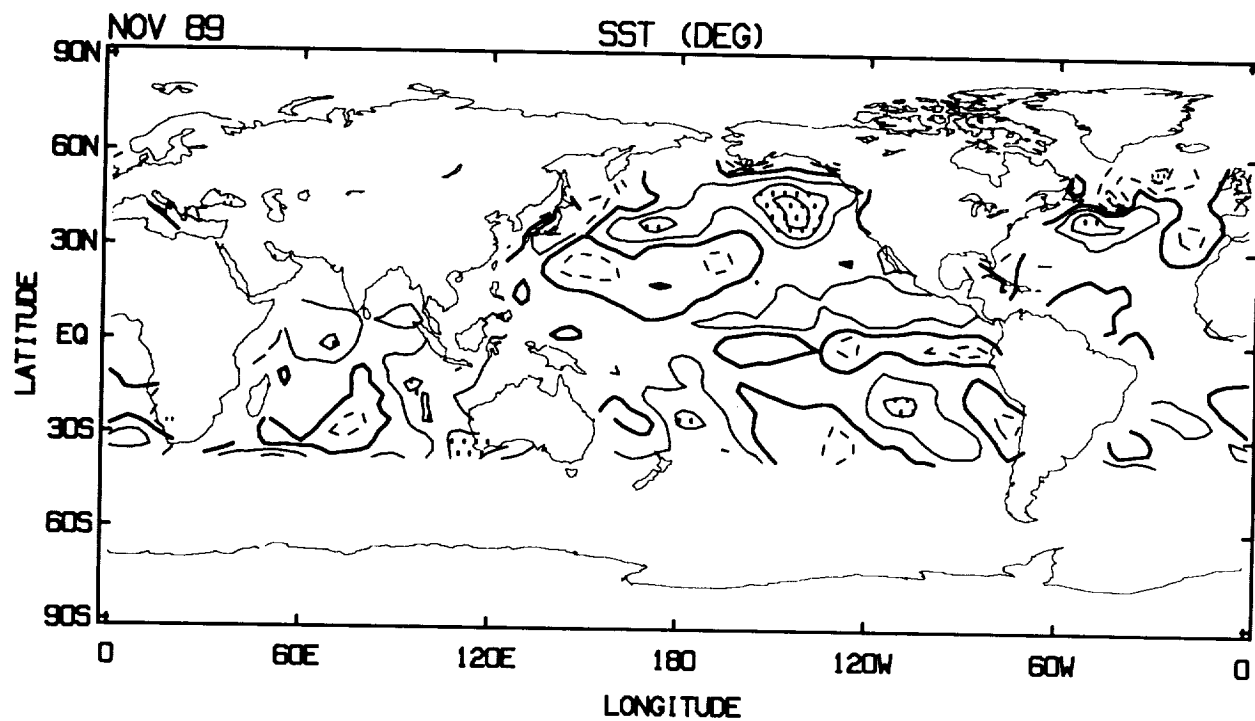 NOV 89 SST (DEG)
90N
60N
30N
EQ
30S
60S
90S
LATITUDE
0 60E 120E 180 120W 60W 0
LONGITUDE